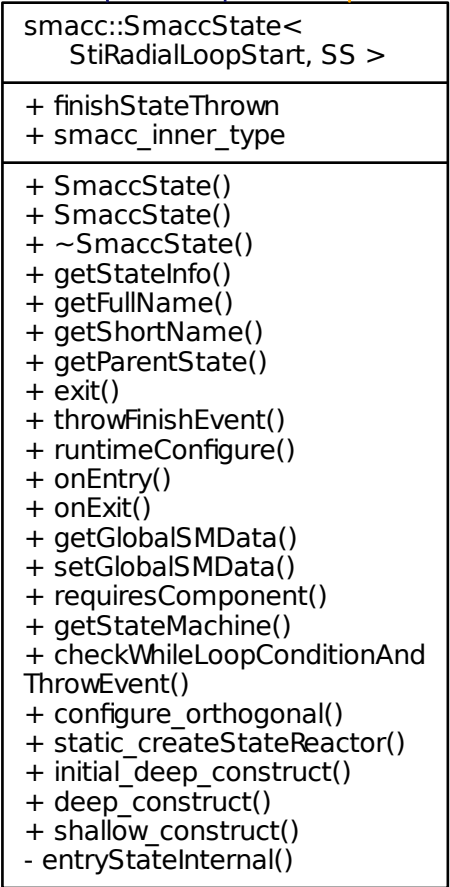 smacc::SmaccState<
StiRadialLoopStart, SS >
+ finishStateThrown
+ smacc_inner_type
+ SmaccState()
+ SmaccState()
+ ~SmaccState()
+ getStateInfo()
+ getFullName()
+ getShortName()
+ getParentState()
+ exit()
+ throwFinishEvent()
+ runtimeConfigure()
+ onEntry()
+ onExit()
+ getGlobalSMData()
+ setGlobalSMData()
+ requiresComponent()
+ getStateMachine()
+ checkWhileLoopConditionAnd
ThrowEvent()
+ configure_orthogonal()
+ static_createStateReactor()
+ initial_deep_construct()
+ deep_construct()
+ shallow_construct()
- entryStateInternal()